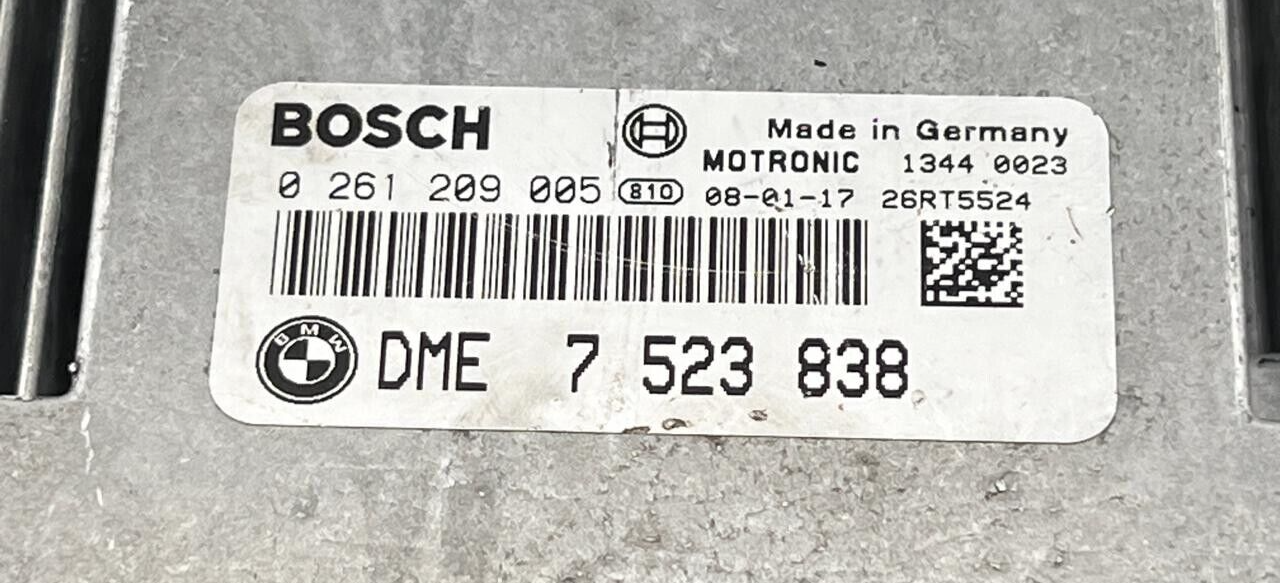 BOSCH
Made in Germany
MOTRONIC 1344 0023
0 261 209 005 810 08-01-17 26RT5524
BMW DME 7 523 838